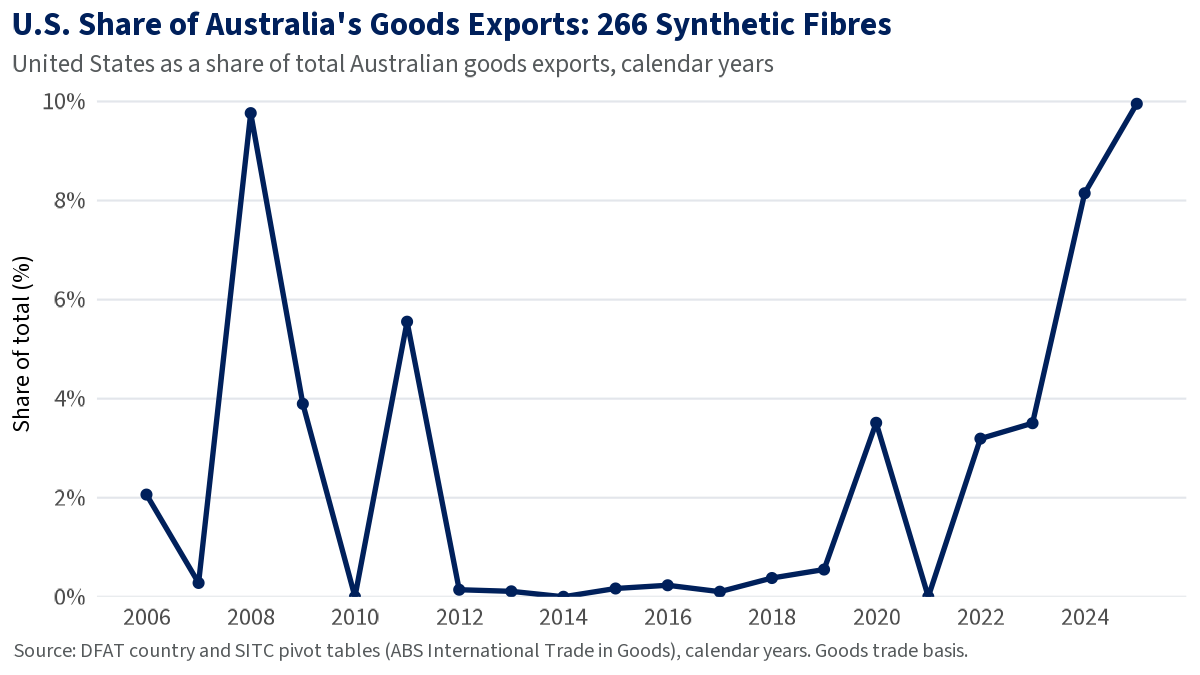 U.S. Share of Australia's Goods Exports: 266 Synthetic Fibres
United States as a share of total Australian goods exports, calendar years
Share of total (%)
10%
8%
6%
4%
2%
0%
2006 2008 2010 2012 2014 2016 2018 2020 2022 2024
Source: DFAT country and SITC pivot tables (ABS International Trade in Goods), calendar years. Goods trade basis.